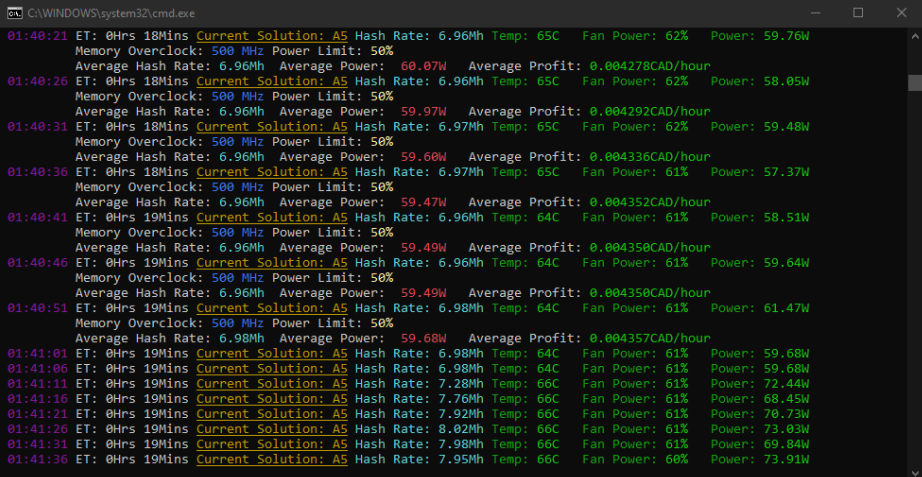 C:\WINDOWS\system32\cmd.exe
01:40:21 ET: 0Hrs 18Mins Current Solution: A5 Hash Rate: 6.96Mh Temp: 65C Fan Power: 62% Power: 59.76W
Memory Overclock: 500 MHz Power Limit: 50%
Average Hash Rate: 6.96Mh Average Power: 60.07W Average Profit: 0.004278CAD/hour
01:40:26 ET: 0Hrs 18Mins Current Solution: A5 Hash Rate: 6.96Mh Temp: 65C Fan Power: 62% Power: 58.05W
Memory Overclock: 500 MHz Power Limit: 50%
Average Hash Rate: 6.96Mh Average Power: 59.97W Average Profit: 0.004292CAD/hour
01:40:31 ET: 0Hrs 18Mins Current Solution: A5 Hash Rate: 6.97Mh Temp: 65C Fan Power: 62% Power: 59.48W
Memory Overclock: 500 MHz Power Limit: 50%
Average Hash Rate: 6.96Mh Average Power: 59.60W Average Profit: 0.004336CAD/hour
01:40:36 ET: 0Hrs 18Mins Current Solution: A5 Hash Rate: 6.97Mh Temp: 65C Fan Power: 61% Power: 57.37W
Memory Overclock: 500 MHz Power Limit: 50%
Average Hash Rate: 6.96Mh Average Power: 59.47W Average Profit: 0.004352CAD/hour
01:40:41 ET: 0Hrs 19Mins Current Solution: A5 Hash Rate: 6.96Mh Temp: 64C Fan Power: 61% Power: 58.51W
Memory Overclock: 500 MHz Power Limit: 50%
Average Hash Rate: 6.96Mh Average Power: 59.49W Average Profit: 0.004350CAD/hour
01:40:46 ET: 0Hrs 19Mins Current Solution: A5 Hash Rate: 6.96Mh Temp: 64C Fan Power: 61% Power: 59.64W
Memory Overclock: 500 MHz Power Limit: 50%
Average Hash Rate: 6.96Mh Average Power: 59.49W Average Profit: 0.004350CAD/hour
01:40:51 ET: 0Hrs 19Mins Current Solution: A5 Hash Rate: 6.98Mh Temp: 64C Fan Power: 61% Power: 61.47W
Memory Overclock: 500 MHz Power Limit: 50%
Average Hash Rate: 6.98Mh Average Power: 59.68W Average Profit: 0.004357CAD/hour
01:41:01 ET: 0Hrs 19Mins Current Solution: A5 Hash Rate: 6.98Mh Temp: 64C Fan Power: 61% Power: 59.68W
01:41:06 ET: 0Hrs 19Mins Current Solution: A5 Hash Rate: 6.98Mh Temp: 64C Fan Power: 61% Power: 59.68W
01:41:11 ET: 0Hrs 19Mins Current Solution: A5 Hash Rate: 7.28Mh Temp: 66C Fan Power: 61% Power: 72.44W
01:41:16 ET: 0Hrs 19Mins Current Solution: A5 Hash Rate: 7.76Mh Temp: 66C Fan Power: 61% Power: 68.45W
01:41:21 ET: 0Hrs 19Mins Current Solution: A5 Hash Rate: 7.92Mh Temp: 66C Fan Power: 61% Power: 70.73W
01:41:26 ET: 0Hrs 19Mins Current Solution: A5 Hash Rate: 8.02Mh Temp: 66C Fan Power: 61% Power: 73.03W
01:41:31 ET: 0Hrs 19Mins Current Solution: A5 Hash Rate: 7.98Mh Temp: 66C Fan Power: 61% Power: 69.84W
01:41:36 ET: 0Hrs 19Mins Current Solution: A5 Hash Rate: 7.95Mh Temp: 66C Fan Power: 60% Power: 73.91W